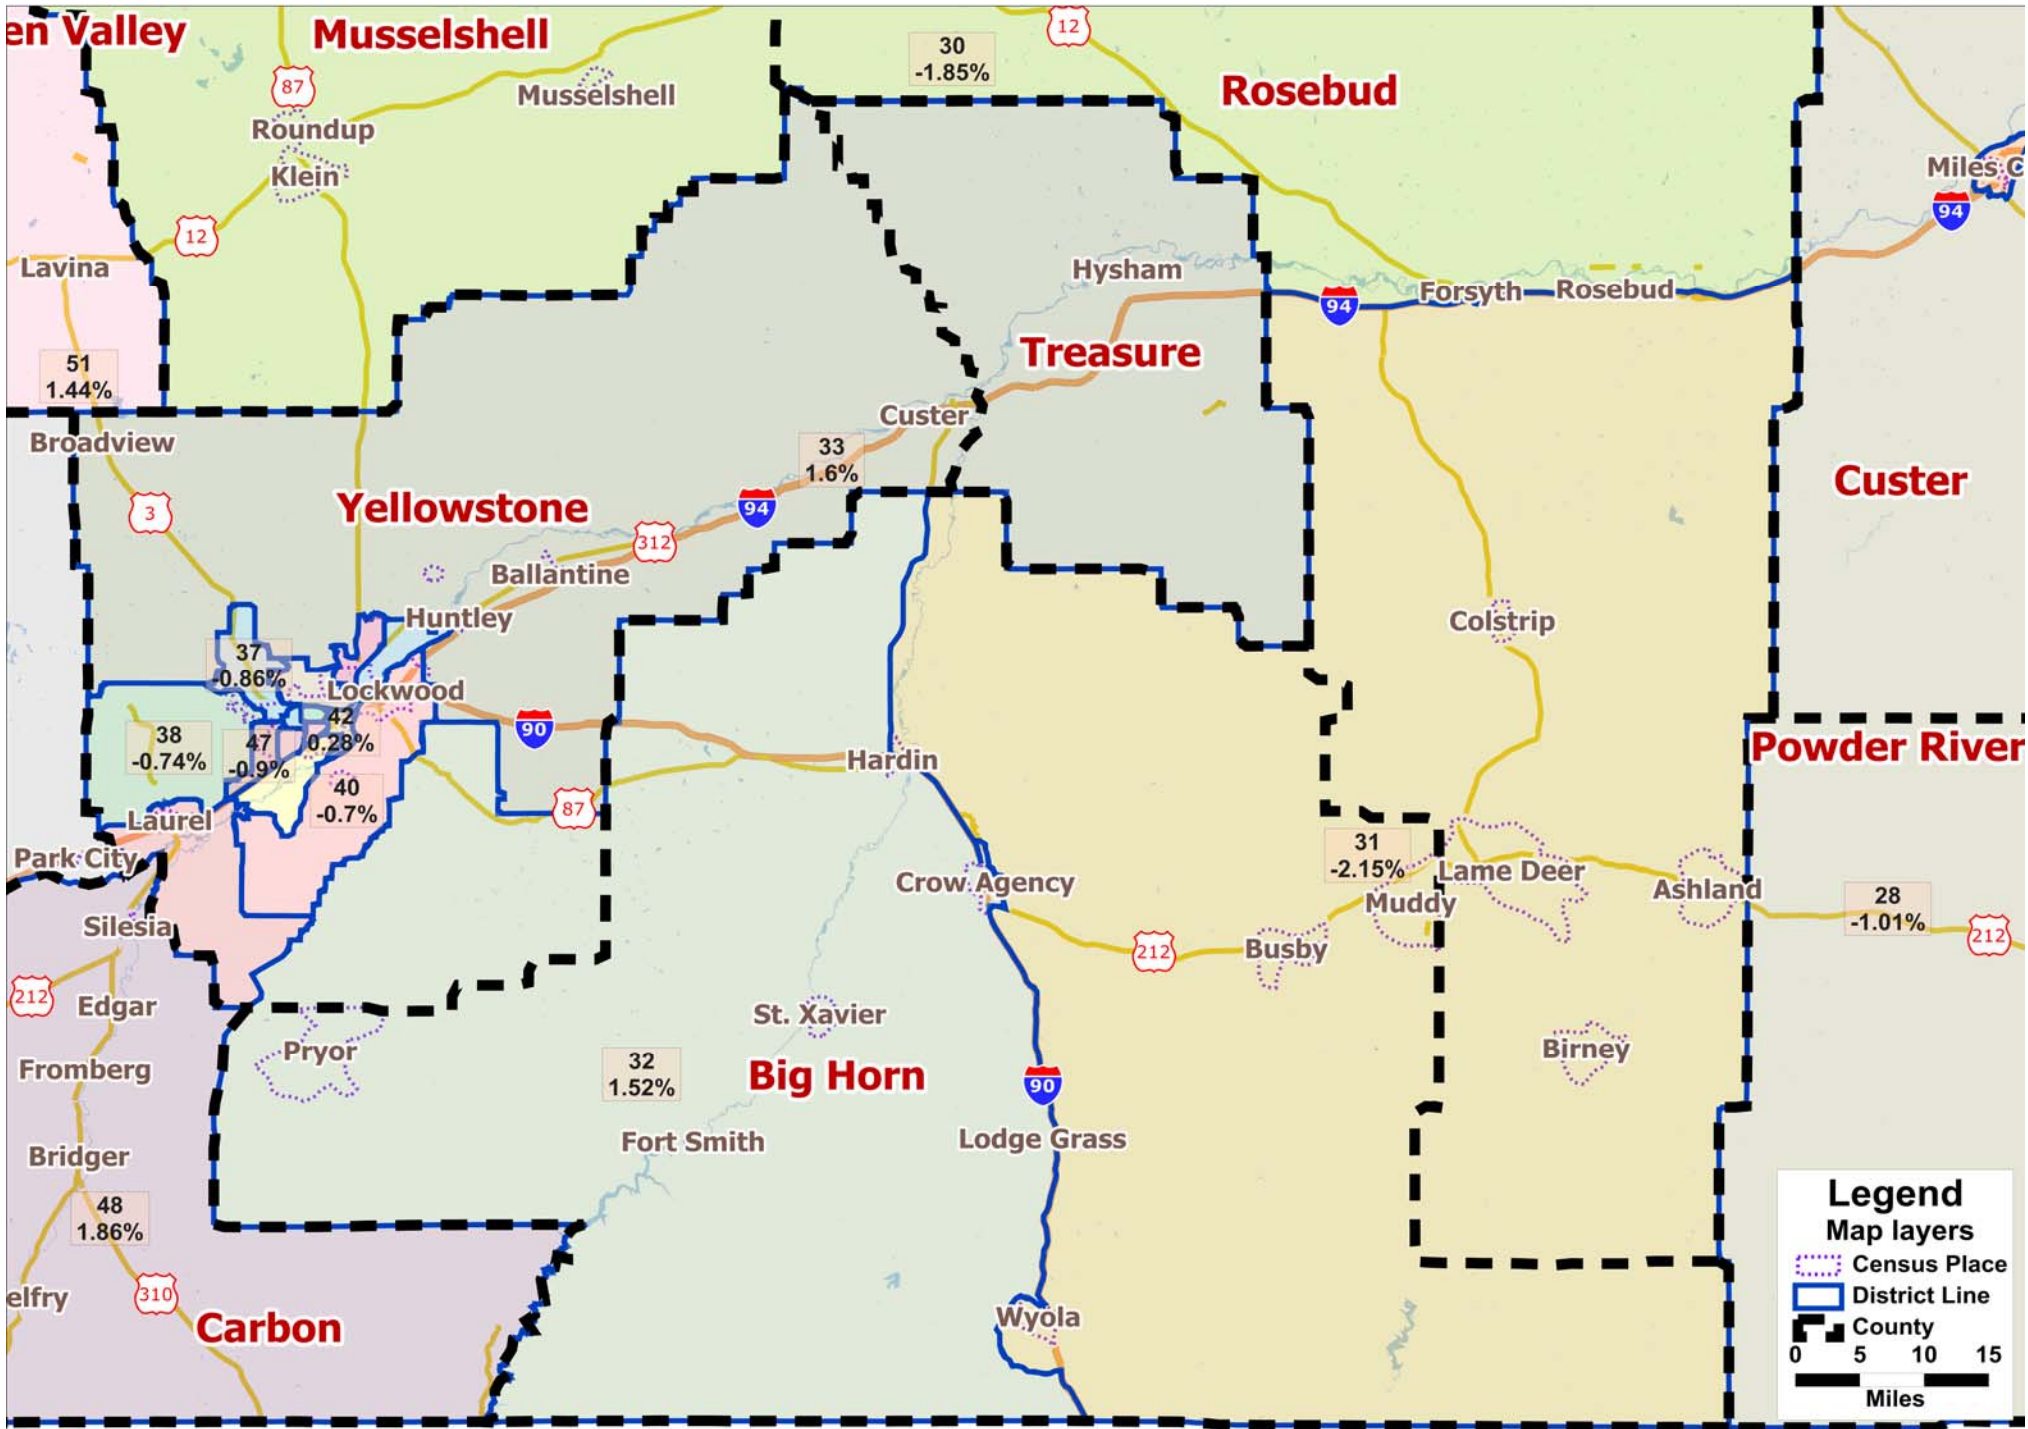 en Valley
Musselshell
87
Musselshell
Roundup
Klein
12
30
-1.85%
12
Rosebud
Miles C
94
Lavina
51
1.44%
Hysham
94
Forsyth
Rosebud
Treasure
Broadview
Custer
33
1.6%
Custer
3
Yellowstone
94
312
Ballantine
Huntley
Colstrip
37
-0.86%
Lockwood
42
0.28%
38
-0.74%
47
-0.9%
90
Hardin
Powder River
40
-0.7%
87
Laurel
Park City
31
-2.15%
Lame Deer
Crow Agency
Muddy
Ashland
28
-1.01%
Silesia
212
Busby
212
212
Edgar
St. Xavier
Pryor
Birney
Fromberg
32
1.52%
Big Horn
90
Fort Smith
Lodge Grass
Bridger
48
1.86%
elfry
310
Carbon
Wyola
Legend
Map layers
Census Place
District Line
County
0 5 10 15
Miles